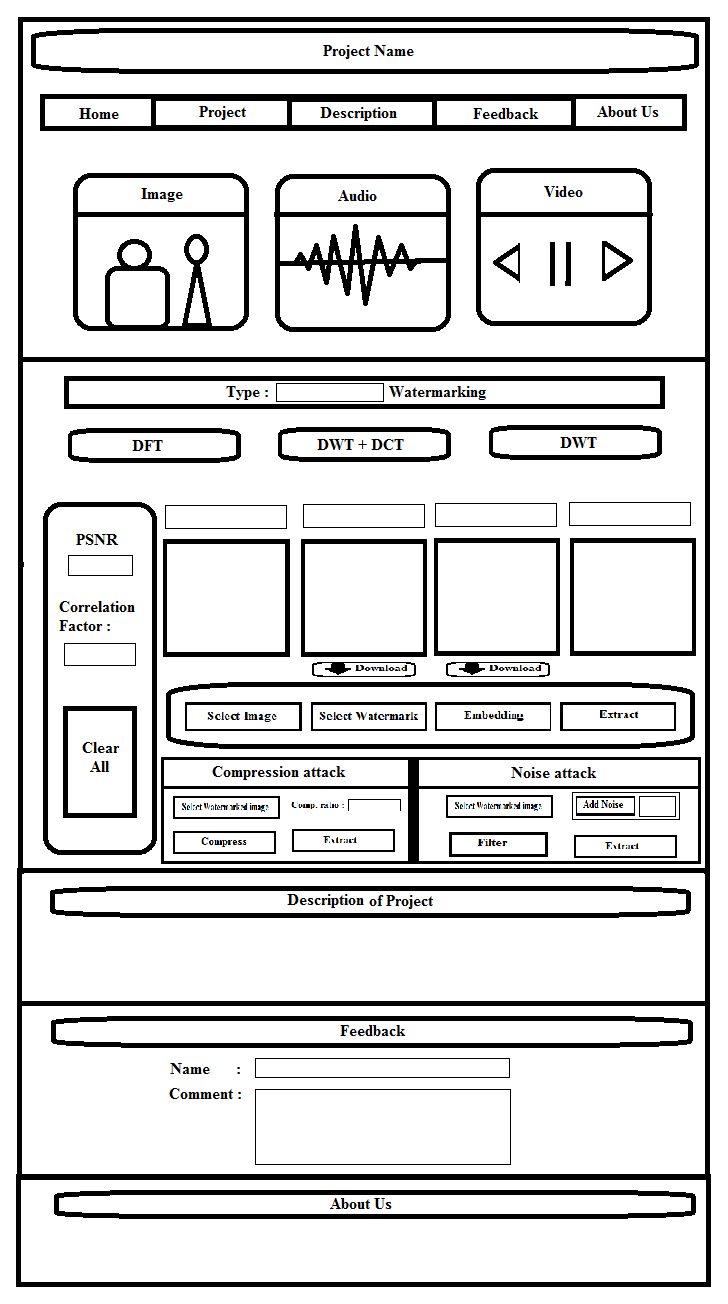 Project Name
Home Project Description Feedback About Us
Image Audio Video
Type : Watermarking
DFT DWT + DCT DWT
PSNR
Correlation
Factor :
Clear
All
Download Download
Select Image Select Watermark Embedding Extract
Compression attack Noise attack
Select Watermarked image Comp. ratio : Select Watermarked image Add Noise
Compress Extract Filter Extract
Description of Project
Feedback
Name :
Comment :
About Us